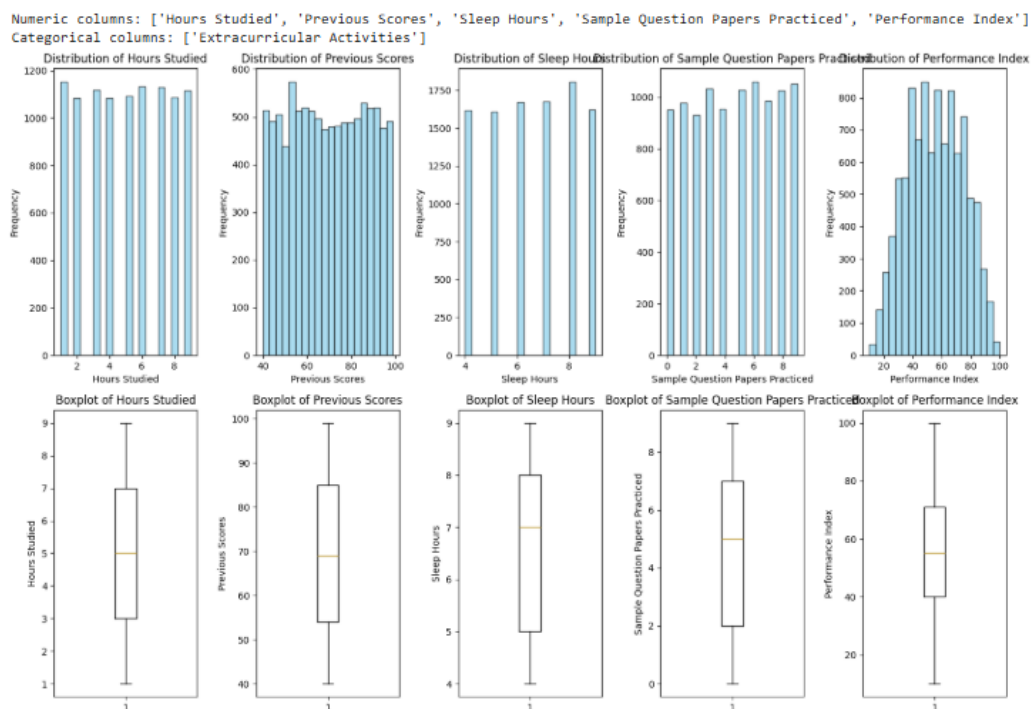 Numeric columns: ['Hours Studied', 'Previous Scores', 'Sleep Hours', 'Sample Question Papers Practiced', 'Performance Index']
Categorical columns: ['Extracurricular Activities']
Distribution of Hours Studied
Distribution of Previous Scores
Distribution of Sleep Hours
Distribution of Sample Question Papers Practiced
Distribution of Performance Index
1200
1000
800
600
400
200
0
Frequency
2 4 6 8
Hours Studied
600
500
400
300
200
100
0
Frequency
40 60 80 100
Previous Scores
1750
1500
1250
1000
750
500
250
0
Frequency
4 6 8
Sleep Hours
1000
800
600
400
200
0
Frequency
0 2 4 6 8
Sample Question Papers Practiced
800
700
600
500
400
300
200
100
0
Frequency
20 40 60 80 100
Performance Index
Boxplot of Hours Studied
Boxplot of Previous Scores
Boxplot of Sleep Hours
Boxplot of Sample Question Papers Practiced
Boxplot of Performance Index
9
8
7
6
5
4
3
2
1
Hours Studied
1
100
90
80
70
60
50
40
Previous Scores
1
9
8
7
6
5
4
Sleep Hours
1
8
6
4
2
0
Sample Question Papers Practiced
1
100
80
60
40
20
Performance Index
1